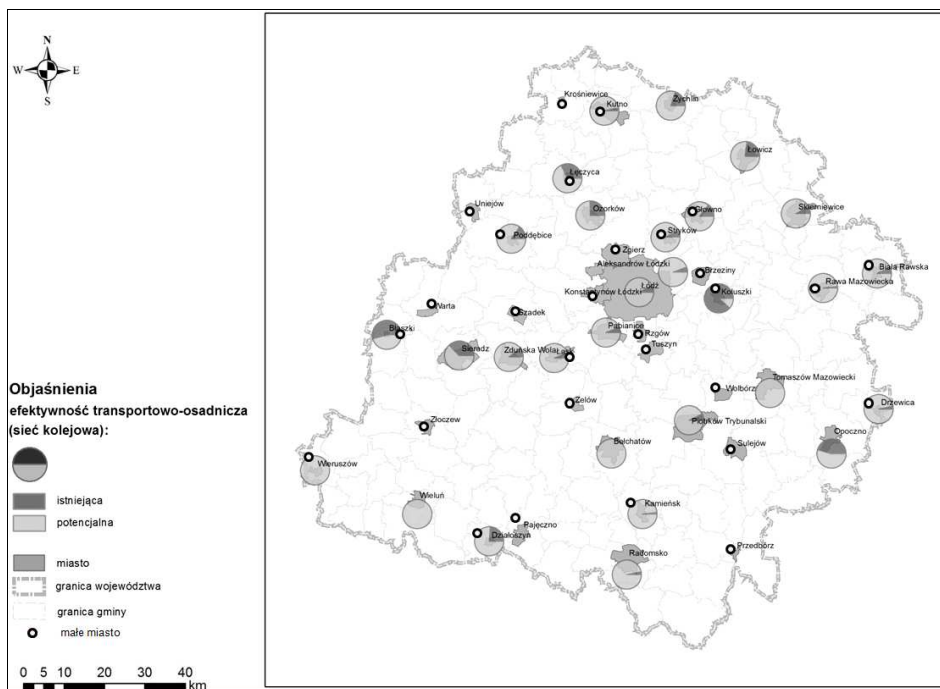 N
W E
S
Krośniewice
Kutno
Żychlin
Łowicz
Łęczyca
Uniejów
Ozorków
Głowno
Skierniewice
Poddębice
Stryków
Zgierz
Aleksandrów Łódzki
Brzeziny
Biała Rawska
Konstantynów Łódzki
Łódź
Koluszki
Rawa Mazowiecka
Warta
Szadek
Błaszki
Pabianice
Rzgów
Tuszyn
Sieradz
Zduńska Wola
Łask
Tomaszów Mazowiecki
Wolbórz
Drzewica
Zelów
Piotrków Trybunalski
Złoczew
Opoczno
Bełchatów
Sulejów
Wieruszów
Wieluń
Kamieńsk
Pajęczno
Działoszyn
Przedbórz
Radomsko
Objaśnienia
efektywność transportowo-osadnicza
(sieć kolejowa):
istniejąca
potencjalna
miasto
granica województwa
granica gminy
małe miasto
0 5 10 20 30 40
km